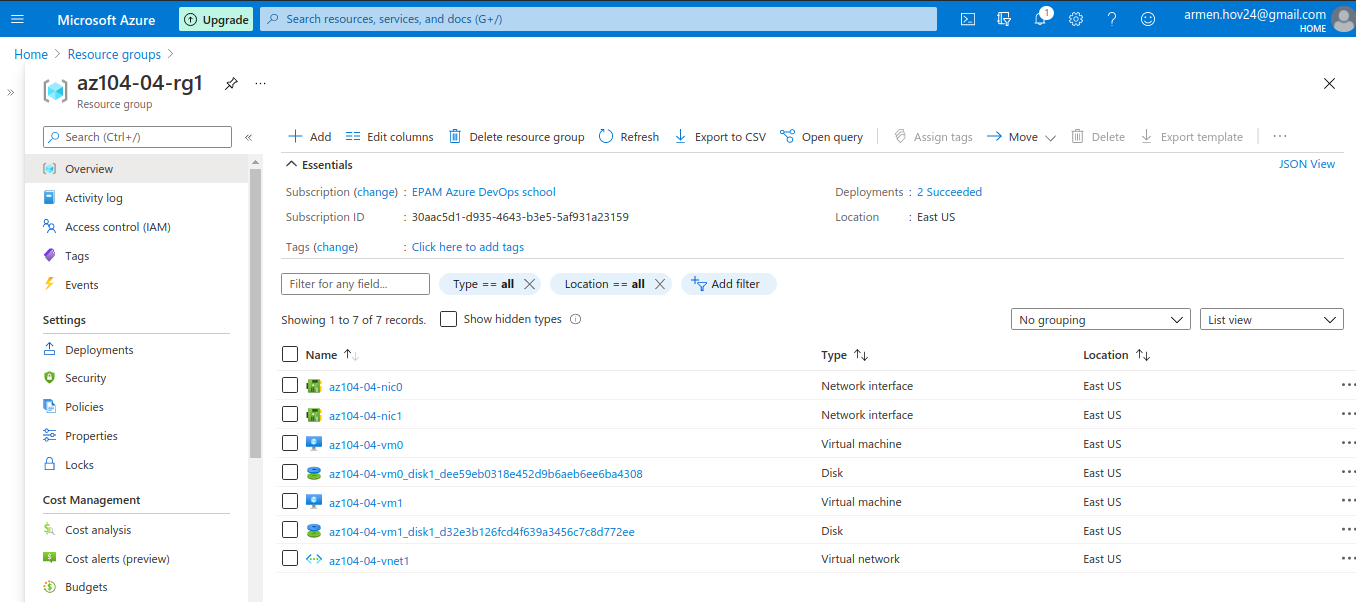 Microsoft Azure Upgrade Search resources, services, and docs (G+/) 1 armen.hov24@gmail.com
HOME
Home > Resource groups >
az104-04-rg1 ...
Resource group
Search (Ctrl+/) «
Overview
Activity log
Access control (IAM)
Tags
Events
Settings
Deployments
Security
Policies
Properties
Locks
Cost Management
Cost analysis
Cost alerts (preview)
Budgets
Add Edit columns Delete resource group Refresh Export to CSV Open query Assign tags Move Delete Export template ...
Essentials JSON View
Subscription (change) : EPAM Azure DevOps school Deployments : 2 Succeeded
Subscription ID : 30aac5d1-d935-4643-b3e5-5af931a23159 Location : East US
Tags (change) : Click here to add tags
Filter for any field... Type == all Location == all Add filter
Showing 1 to 7 of 7 records. Show hidden types No grouping List view
Name Type Location
az104-04-nic0 Network interface East US ...
az104-04-nic1 Network interface East US ...
az104-04-vm0 Virtual machine East US ...
az104-04-vm0_disk1_dee59eb0318e452d9b6aeb6ee6ba4308 Disk East US ...
az104-04-vm1 Virtual machine East US ...
az104-04-vm1_disk1_d32e3b126fcd4f639a3456c7c8d772ee Disk East US ...
az104-04-vnet1 Virtual network East US ...